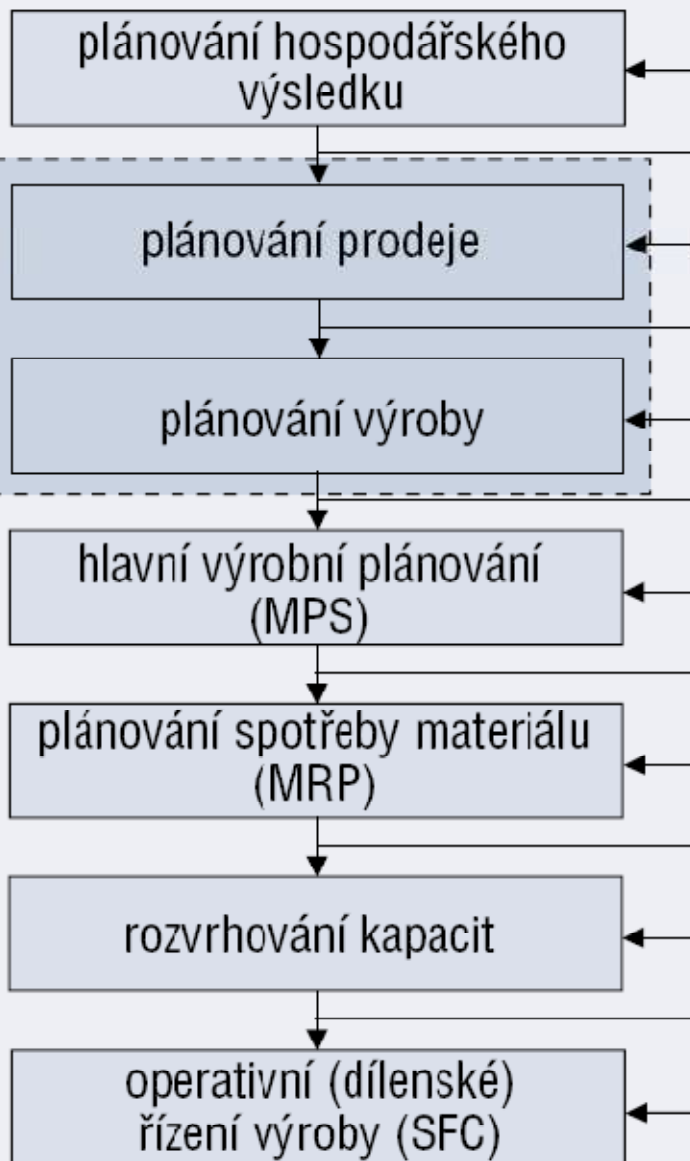 plánování hospodářského
výsledku
plánování prodeje
plánování výroby
hlavní výrobní plánování
(MPS)
plánování spotřeby materiálu
(MRP)
rozvrhování kapacit
operativní (dílenské)
řízení výroby (SFC)